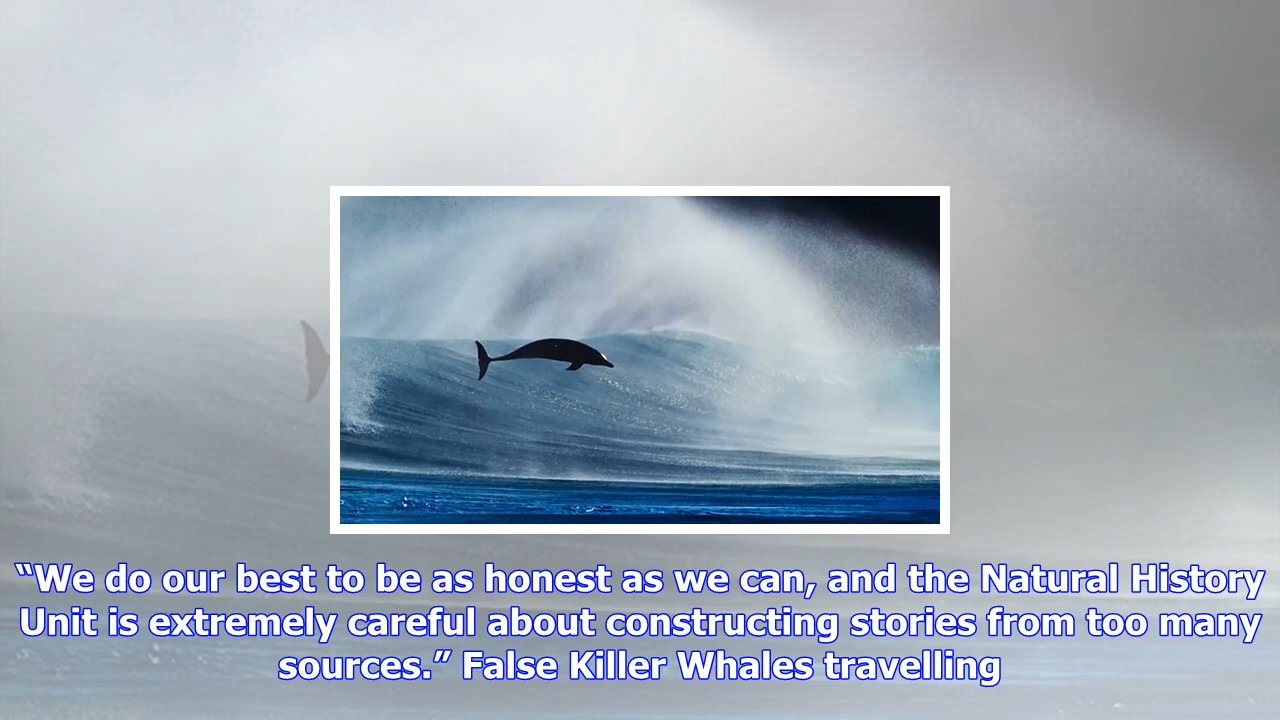 “We do our best to be as honest as we can, and the Natural History
Unit is extremely careful about constructing stories from too many
sources.” False Killer Whales travelling